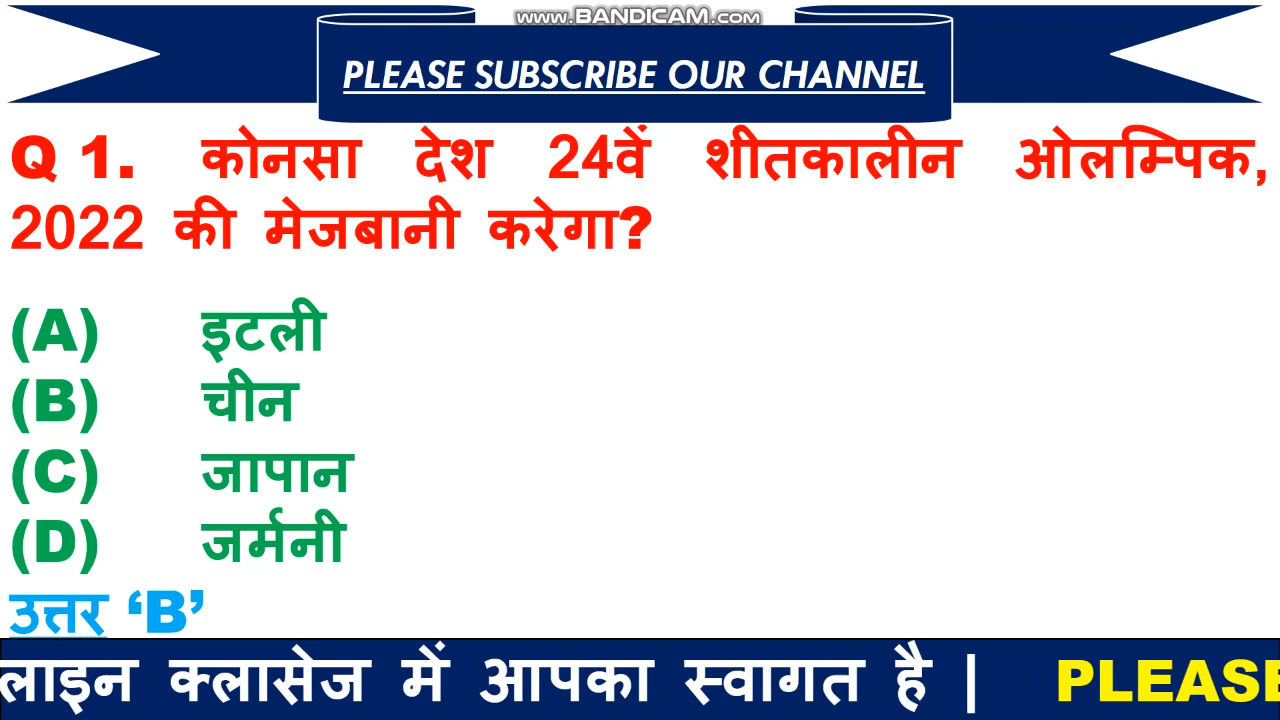 www.BANDICAM.com
PLEASE SUBSCRIBE OUR CHANNEL
Q 1. कोनसा देश 24वें शीतकालीन ओलम्पिक,
2022 की मेजबानी करेगा?
(A) इटली
(B) चीन
(C) जापान
(D) जर्मनी
उत्तर ‘B’
लाइन क्लासेज में आपका स्वागत है | PLEASE